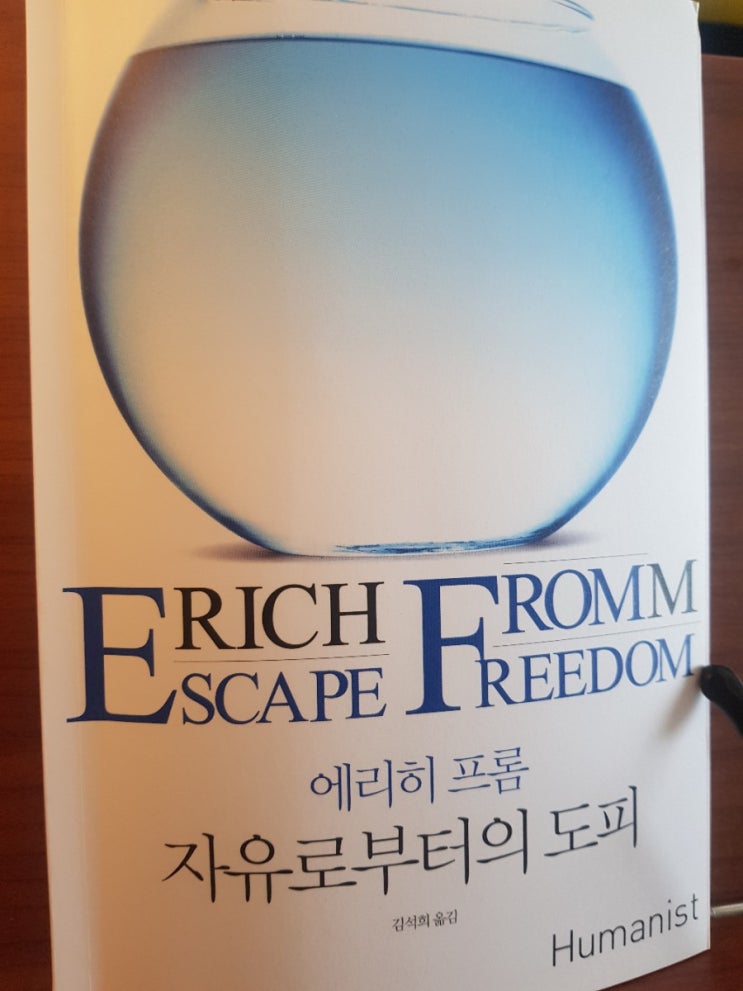 ERICH FROMM
ESCAPE FREEDOM
에리히 프롬
자유로부터의 도피
김석희 옮김
Humanist